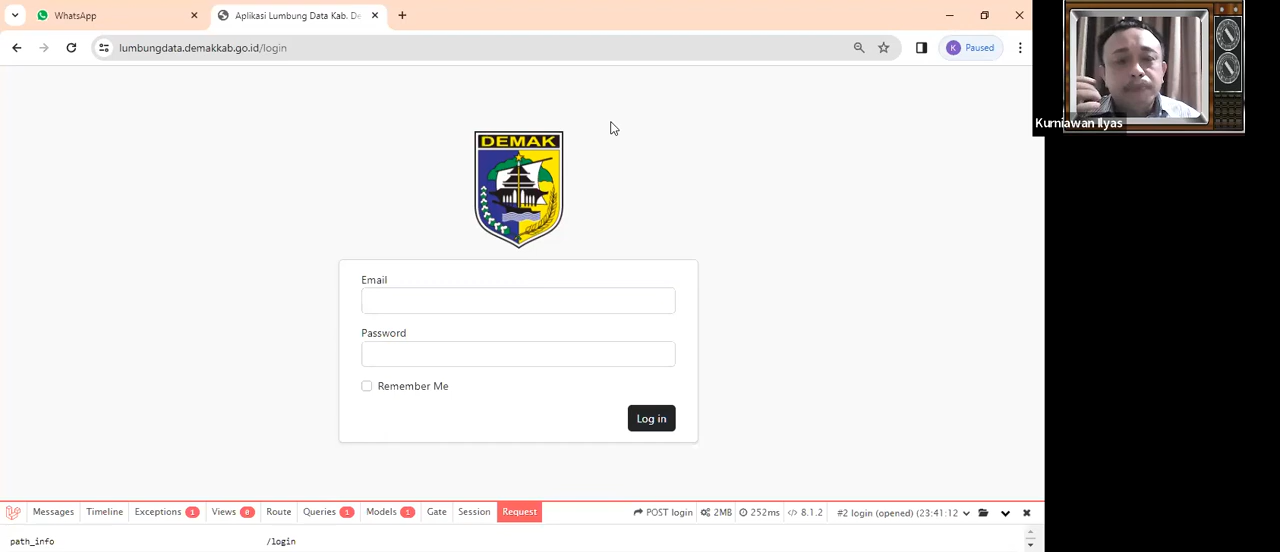 WhatsApp
Aplikasi Lumbung Data Kab. De
lumbungdata.demakkab.go.id/login
K Paused
Kurniawan Ilyas
DEMAK
Email
Password
Remember Me
Log in
Messages Timeline Exceptions 1 Views 8 Route Queries 1 Models 1 Gate Session Request POST login 2MB 252ms 8.1.2 #2 login (opened) (23:41:12
path_info /login